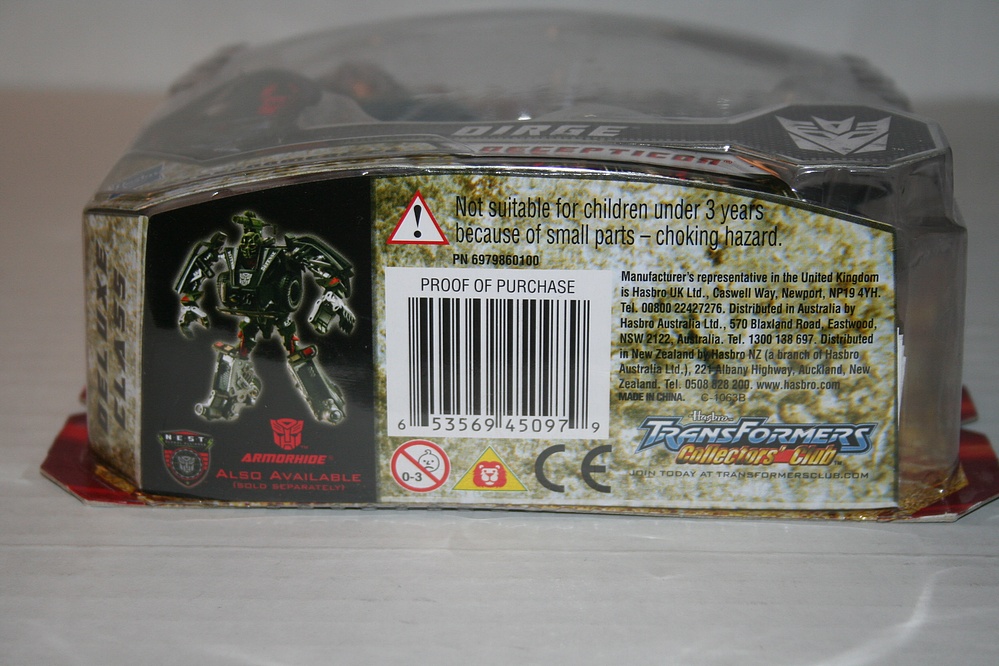 DIRGE
DECEPTICON
DELUXE
CLASS
Not suitable for children under 3 years
because of small parts – choking hazard.
PN 6979860100
PROOF OF PURCHASE
6 53569 45097 9
0-3
CE
Manufacturer's representative in the United Kingdom
is Hasbro UK Ltd., Caswell Way, Newport, NP19 4YH.
Tel. 00800 22427276. Distributed in Australia by
Hasbro Australia Ltd., 570 Blaxland Road, Eastwood,
NSW 2122, Australia. Tel. 1300 138 697. Distributed
in New Zealand by Hasbro NZ (a branch of Hasbro
Australia Ltd.), 221 Albany Highway, Auckland, New
Zealand. Tel. 0508 828 200. www.hasbro.com
MADE IN CHINA. C-1063B
Hasbro
TRANSFORMERS
Collectors' Club
JOIN TODAY AT TRANSFORMERSCLUB.COM
NEST
ARMORHIDE™
ALSO AVAILABLE
(SOLD SEPARATELY)